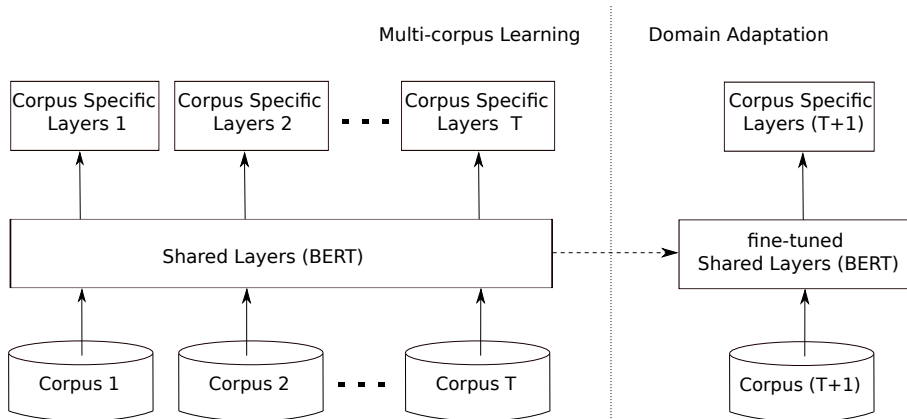 Multi-corpus Learning
Domain Adaptation
Corpus Specific
Layers 1
Corpus Specific
Layers 2
Corpus Specific
Layers T
Corpus Specific
Layers (T+1)
Shared Layers (BERT)
fine-tuned
Shared Layers (BERT)
Corpus 1
Corpus 2
Corpus T
Corpus (T+1)